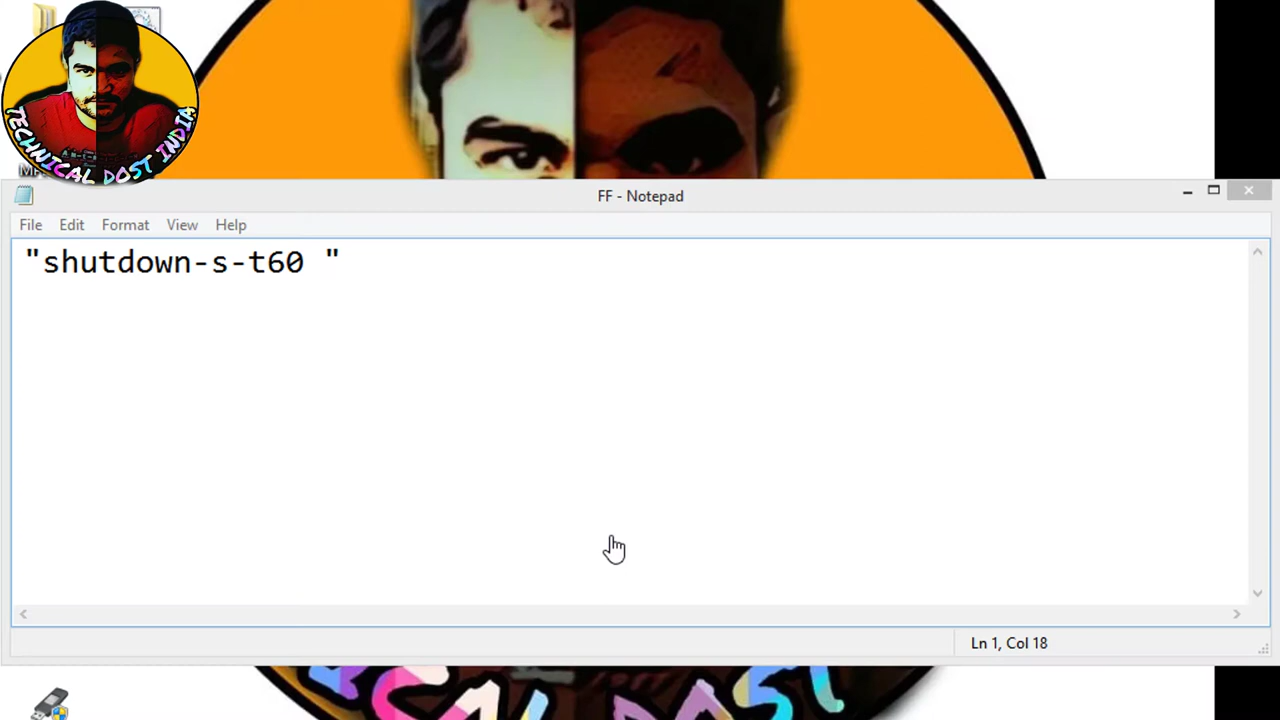 TECHNICAL DOST INDIA
FF - Notepad
File Edit Format View Help
"shutdown-s-t60 "
Ln 1, Col 18